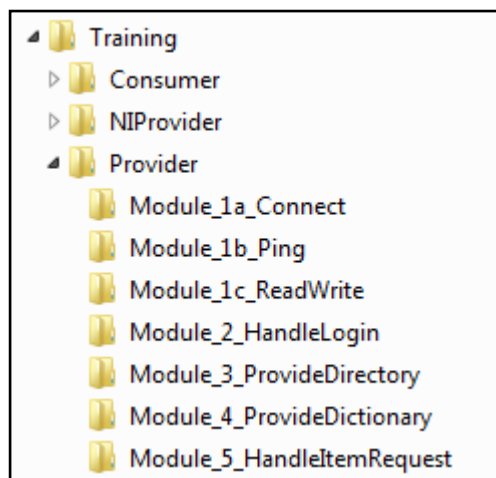 Training
Consumer
NIProvider
Provider
Module_1a_Connect
Module_1b_Ping
Module_1c_ReadWrite
Module_2_HandleLogin
Module_3_ProvideDirectory
Module_4_ProvideDictionary
Module_5_HandleItemRequest